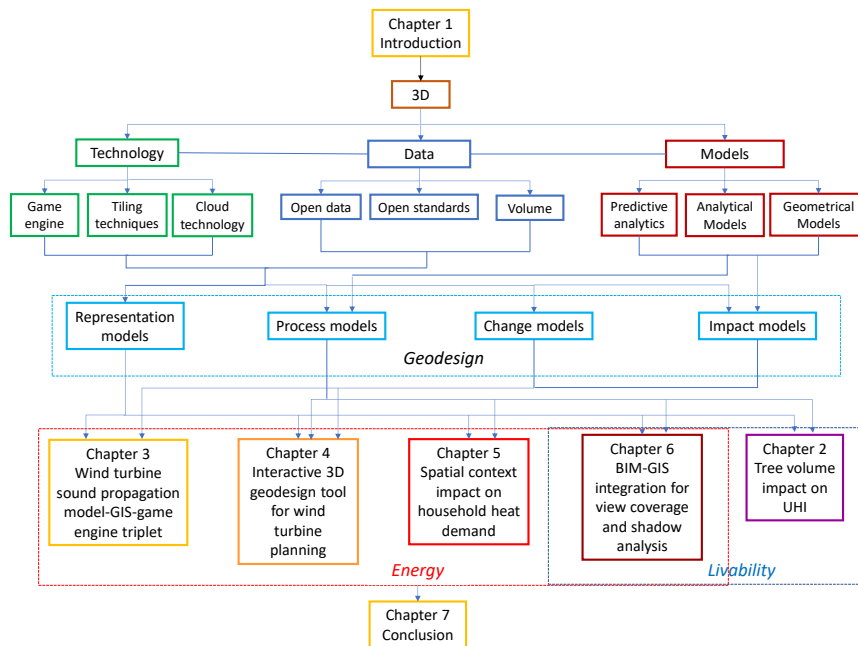 Chapter 1
Introduction
3D
Technology
Data
Models
Game
engine
Tiling
techniques
Cloud
technology
Open data
Open standards
Volume
Predictive
analytics
Analytical
Models
Geometrical
Models
Representation
models
Process models
Change models
Impact models
Geodesign
Chapter 3
Wind turbine
sound propagation
model-GIS-game
engine triplet
Chapter 4
Interactive 3D
geodesign tool
for wind
turbine
planning
Chapter 5
Spatial context
impact on
household heat
demand
Chapter 6
BIM-GIS
integration for
view coverage
and shadow
analysis
Chapter 2
Tree volume
impact on
UHI
Energy
Livability
Chapter 7
Conclusion